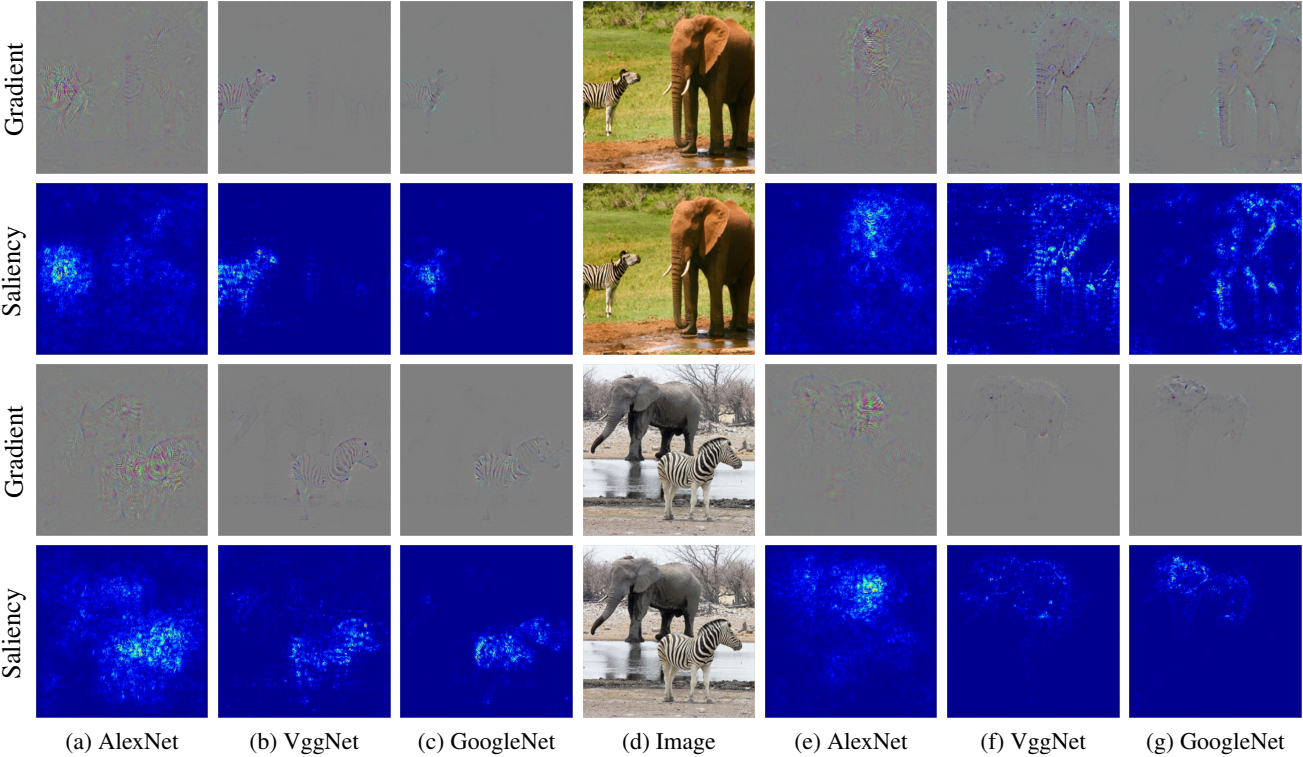 Gradient
Saliency
Gradient
Saliency
(a) AlexNet (b) VggNet (c) GoogleNet (d) Image (e) AlexNet (f) VggNet (g) GoogleNet